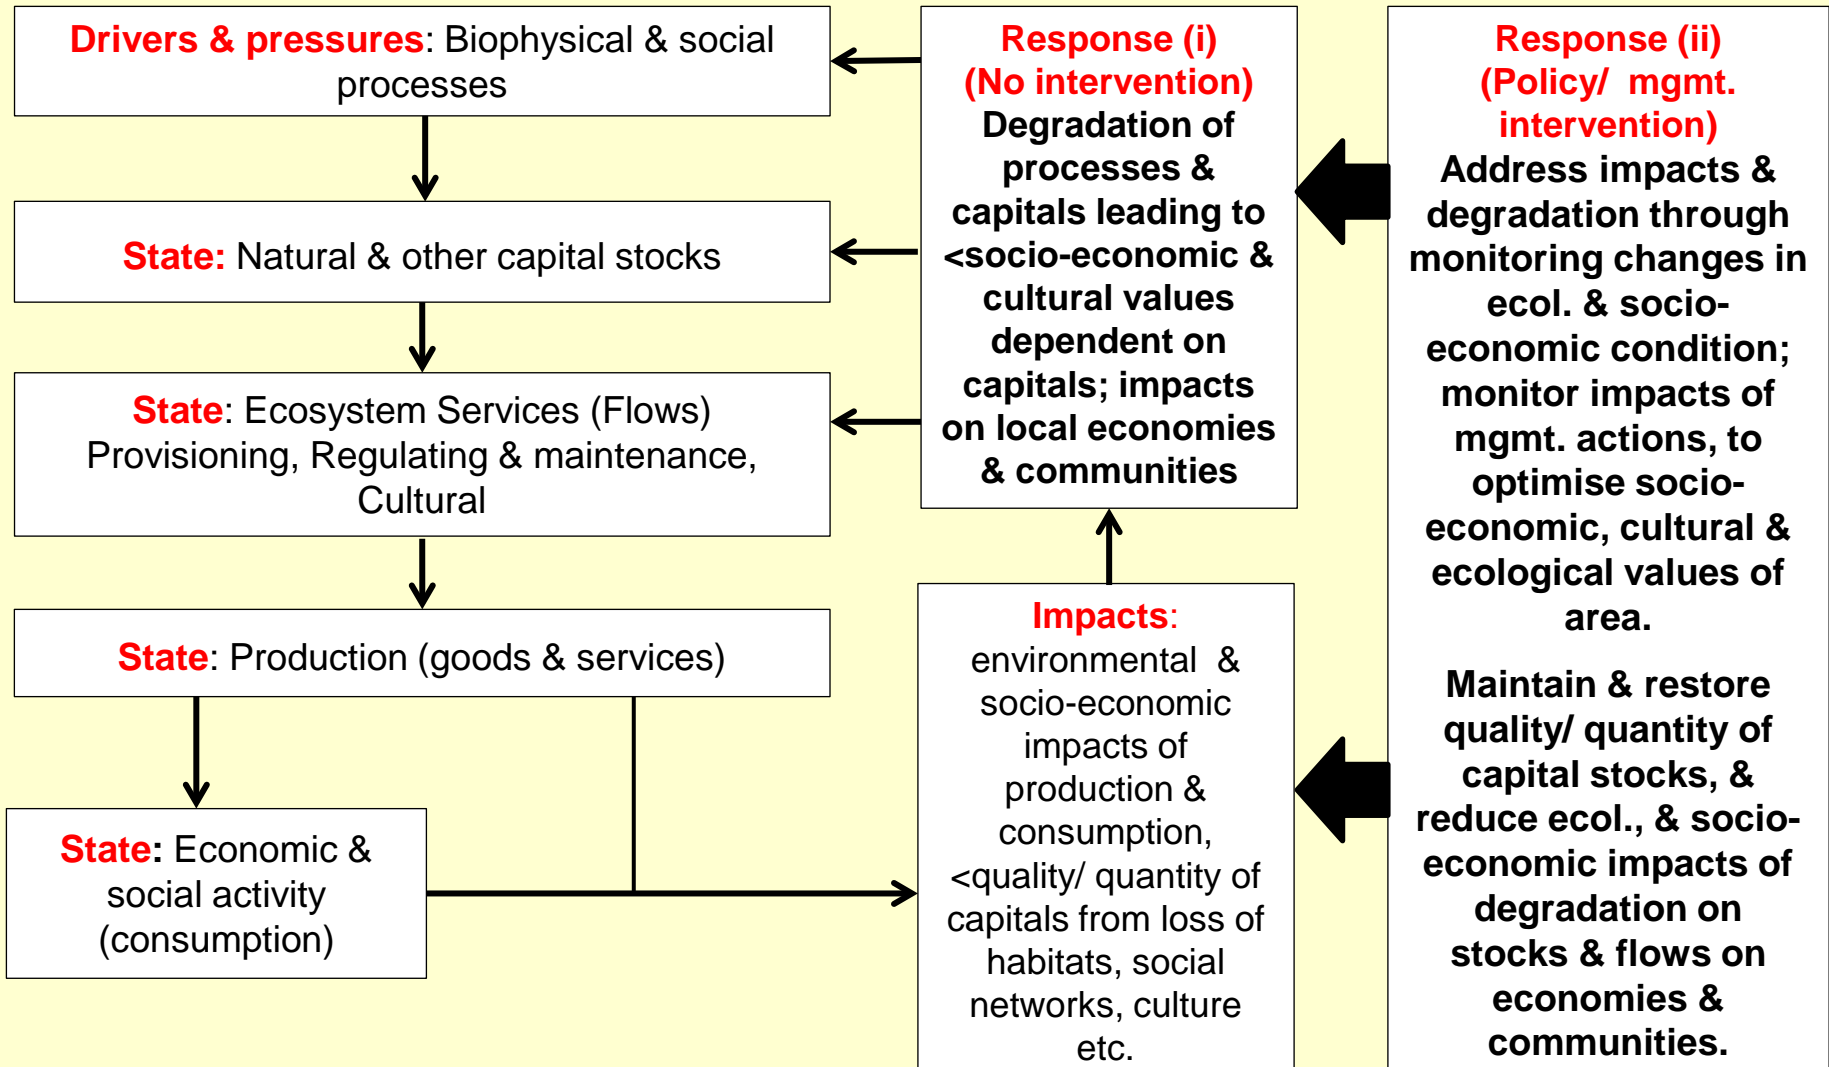 Drivers & pressures: Biophysical & social
processes
State: Natural & other capital stocks
State: Ecosystem Services (Flows)
Provisioning, Regulating & maintenance,
Cultural
State: Production (goods & services)
State: Economic &
social activity
(consumption)
Response (i)
(No intervention)
Degradation of
processes &
capitals leading to
<socio-economic &
cultural values
dependent on
capitals; impacts
on local economies
& communities
Impacts:
environmental &
socio-economic
impacts of
production &
consumption,
<quality/ quantity of
capitals from loss of
habitats, social
networks, culture
etc.
Response (ii)
(Policy/ mgmt.
intervention)
Address impacts &
degradation through
monitoring changes in
ecol. & socio-
economic condition;
monitor impacts of
mgmt. actions, to
optimise socio-
economic, cultural &
ecological values of
area.
Maintain & restore
quality/ quantity of
capital stocks, &
reduce ecol., & socio-
economic impacts of
degradation on
stocks & flows on
economies &
communities.